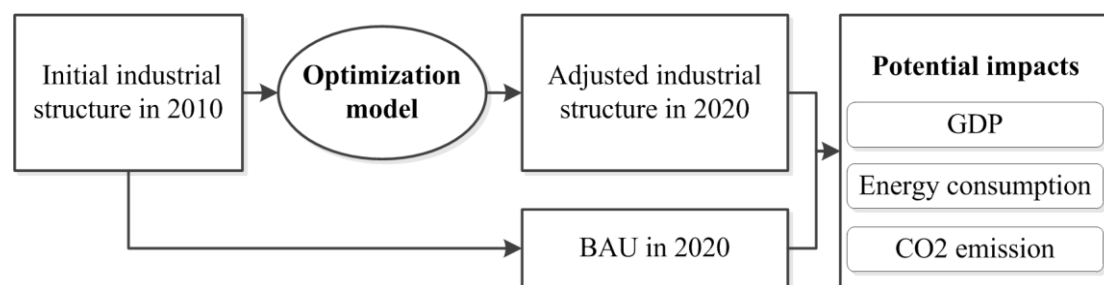 Initial industrial
structure in 2010
Optimization
model
Adjusted industrial
structure in 2020
BAU in 2020
Potential impacts
GDP
Energy consumption
CO2 emission